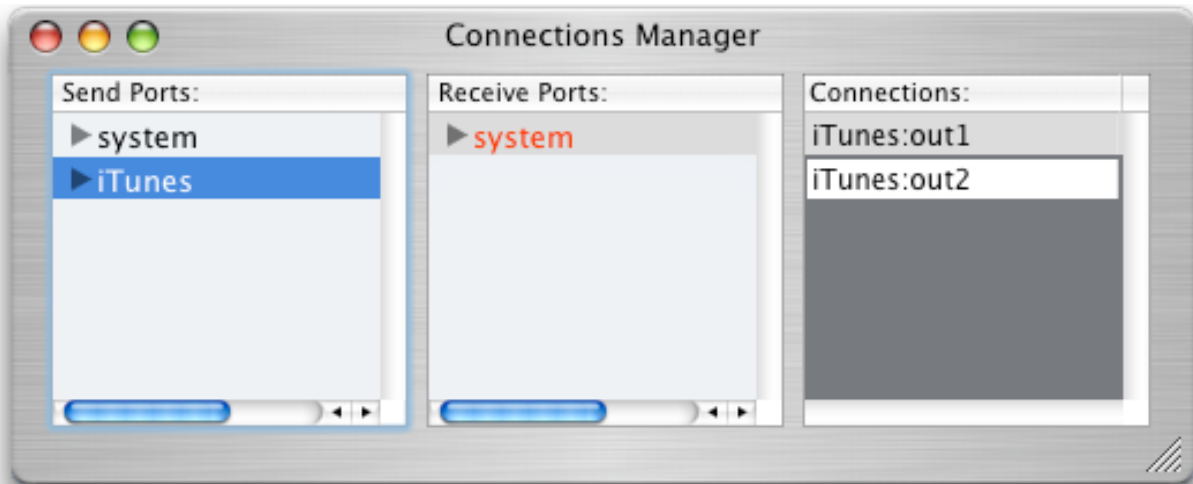 Connections Manager
Send Ports:
system
iTunes
Receive Ports:
system
Connections:
iTunes:out1
iTunes:out2